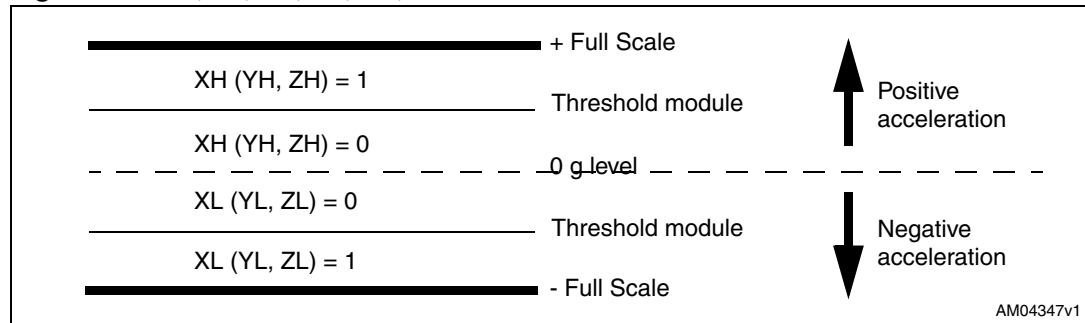 + Full Scale
XH (YH, ZH) = 1
Threshold module
Positive
acceleration
XH (YH, ZH) = 0
0 g level
XL (YL, ZL) = 0
Threshold module
Negative
acceleration
XL (YL, ZL) = 1
- Full Scale
AM04347v1